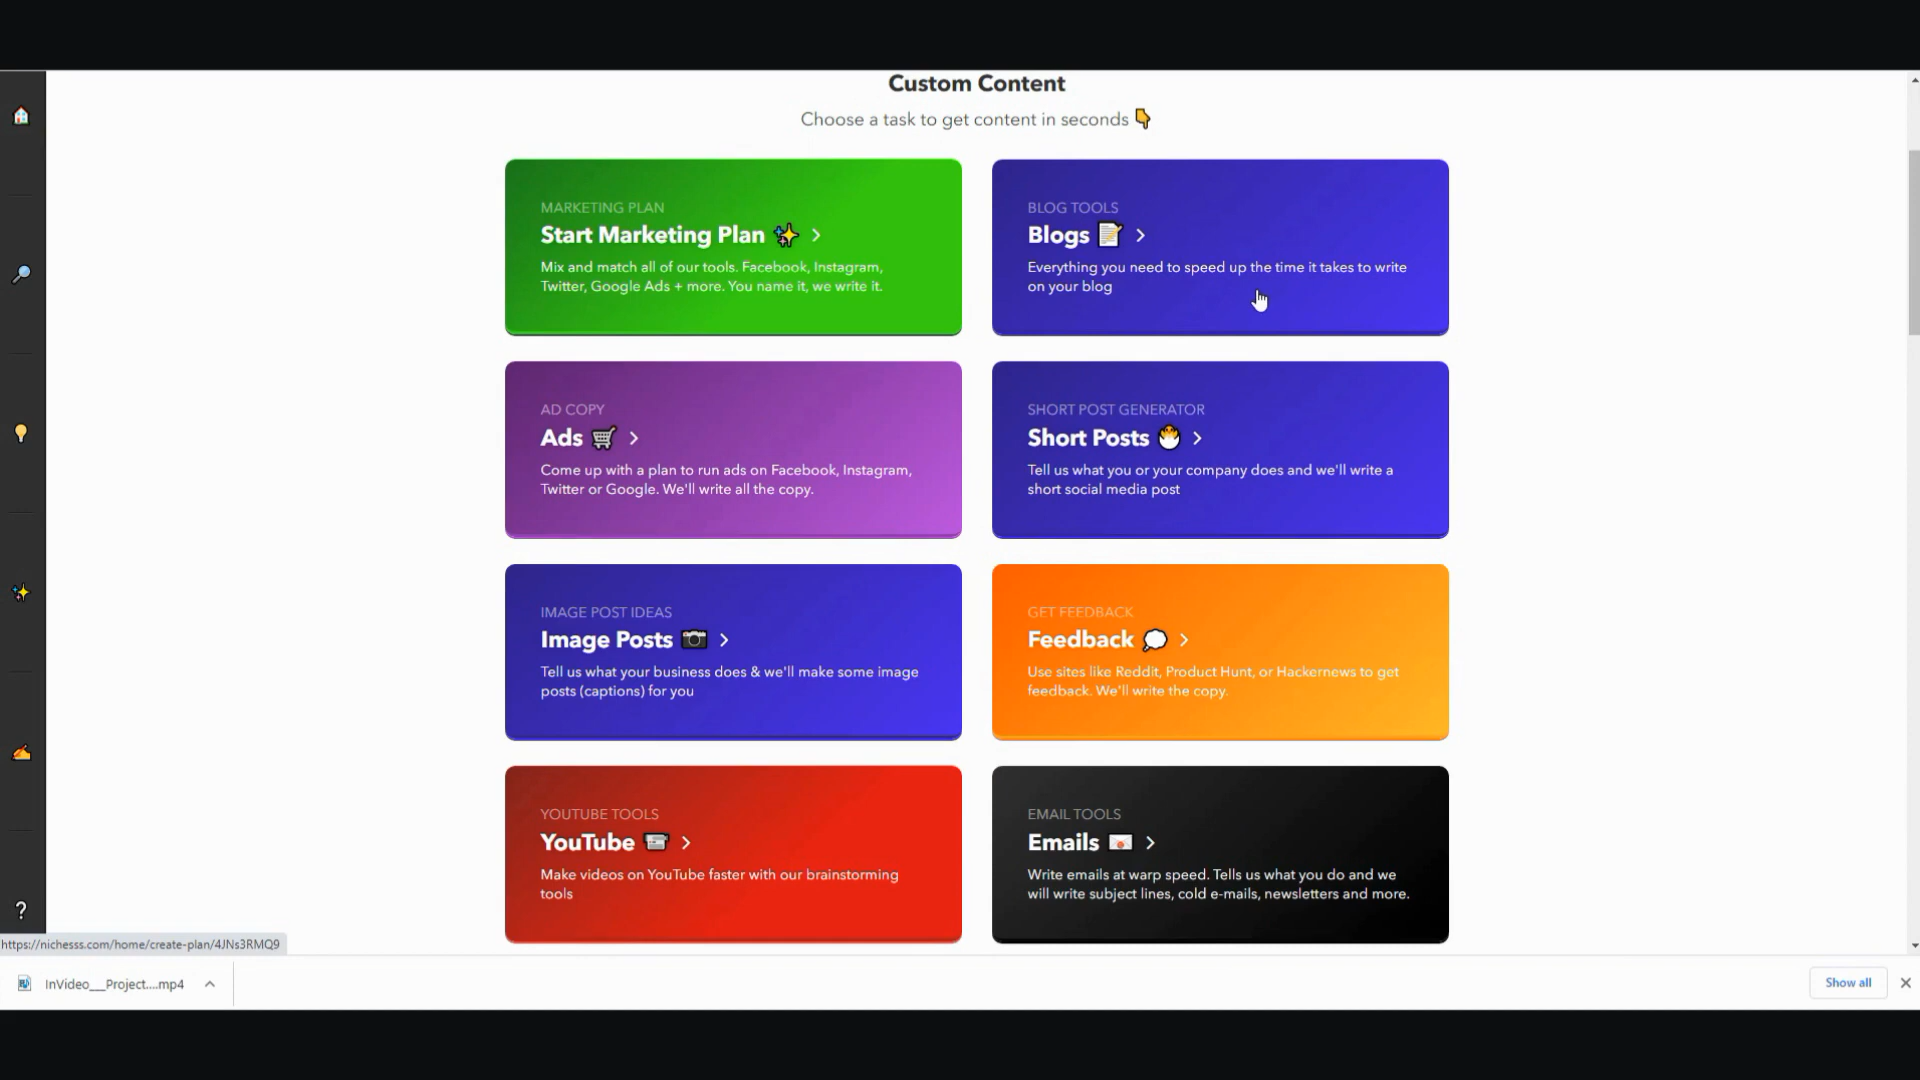 Custom Content
Choose a task to get content in seconds
MARKETING PLAN
Start Marketing Plan
Mix and match all of our tools. Facebook, Instagram,
Twitter, Google Ads + more. You name it, we write it.
BLOG TOOLS
Blogs
Everything you need to speed up the time it takes to write
on your blog
AD COPY
Ads
Come up with a plan to run ads on Facebook, Instagram,
Twitter or Google. We'll write all the copy.
SHORT POST GENERATOR
Short Posts
Tell us what you or your company does and we'll write a
short social media post
IMAGE POST IDEAS
Image Posts
Tell us what your business does & we'll make some image
posts (captions) for you
GET FEEDBACK
Feedback
Use sites like Reddit, Product Hunt, or Hackernews to get
feedback. We'll write the copy.
YOUTUBE TOOLS
YouTube
Make videos on YouTube faster with our brainstorming
tools
EMAIL TOOLS
Emails
Write emails at warp speed. Tells us what you do and we
will write subject lines, cold e-mails, newsletters and more.
?
https://nichesss.com/home/create-plan/4JNs3RMQ9
InVideo___Project....mp4
Show all